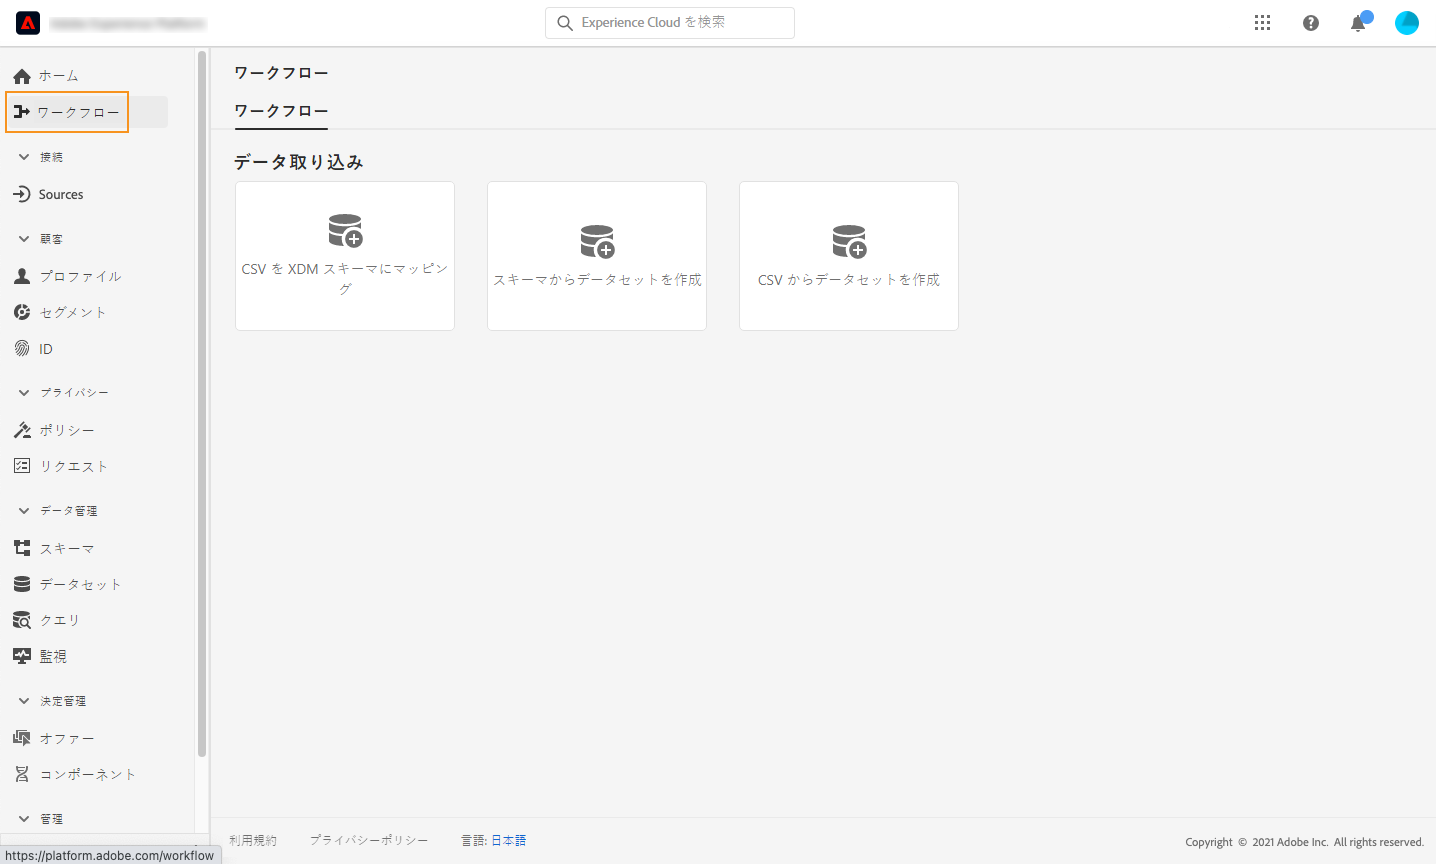 Experience Cloud を検索
ホーム
ワークフロー
接続
Sources
顧客
プロファイル
セグメント
ID
プライバシー
ポリシー
リクエスト
データ管理
スキーマ
データセット
クエリ
監視
決定管理
オファー
コンポーネント
管理
ワークフロー
ワークフロー
データ取り込み
CSV を XDM スキーマにマッピン
グ
スキーマからデータセットを作成
CSV からデータセットを作成
利用規約 プライバシーポリシー 言語: 日本語
Copyright © 2021 Adobe Inc. All rights reserved.
https://platform.adobe.com/workflow